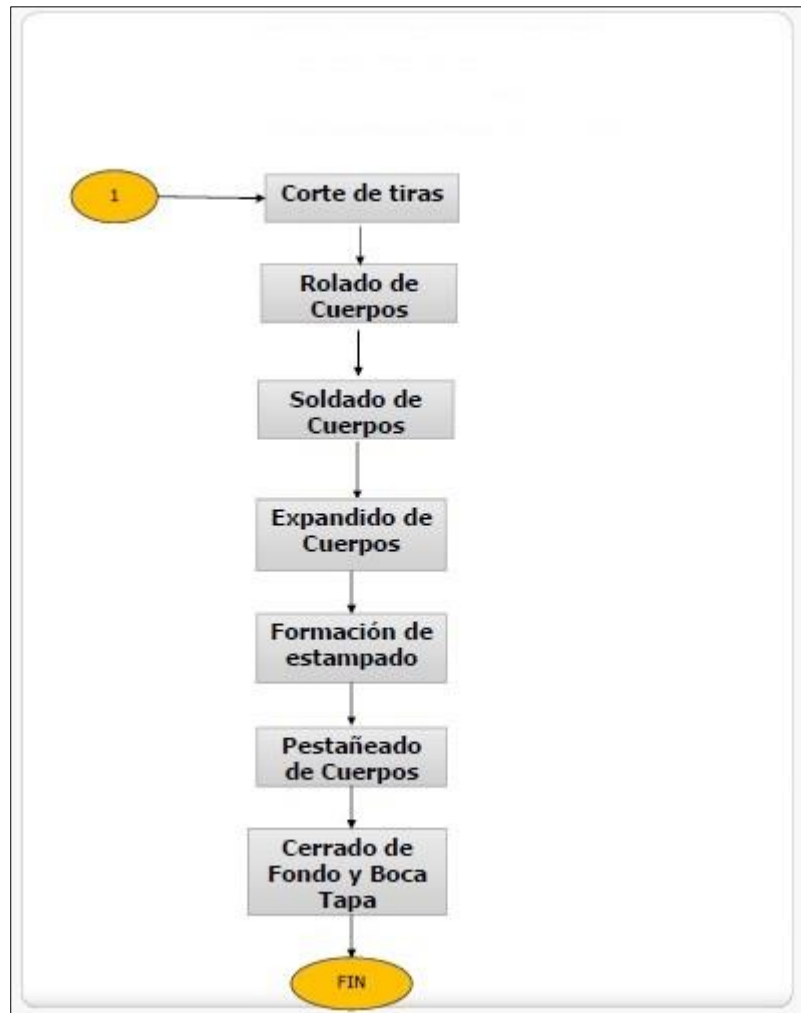 1
Corte de tiras
Rolado de
Cuerpos
Soldado de
Cuerpos
Expandido de
Cuerpos
Formación de
estampado
Pestañeado
de Cuerpos
Cerrado de
Fondo y Boca
Tapa
FIN